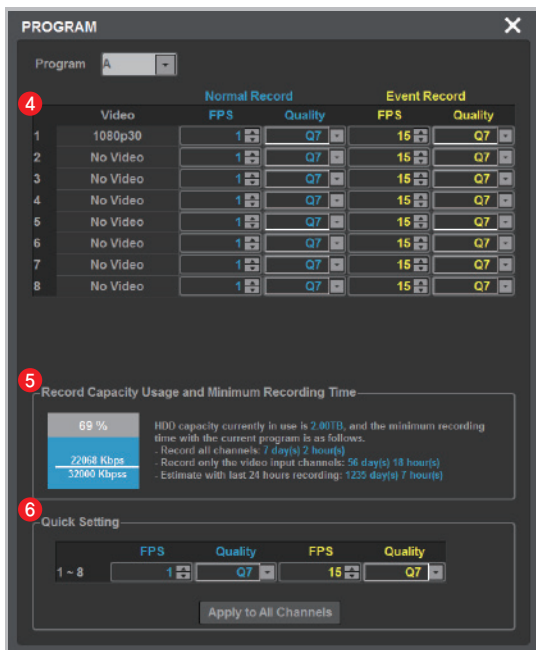 PROGRAM
Program A
4
Normal Record Event Record
Video FPS Quality FPS Quality
1 1080p30 1 Q7 15 Q7
2 No Video 1 Q7 15 Q7
3 No Video 1 Q7 15 Q7
4 No Video 1 Q7 15 Q7
5 No Video 1 Q7 15 Q7
6 No Video 1 Q7 15 Q7
7 No Video 1 Q7 15 Q7
8 No Video 1 Q7 15 Q7
5
Record Capacity Usage and Minimum Recording Time
69 %
22068 Kbps
32000 Kbpss
HDD capacity currently in use is 2.00TB, and the minimum recording
time with the current program is as follows.
- Record all channels: 7 day(s) 2 hour(s)
- Record only the video input channels: 56 day(s) 18 hour(s)
- Estimate with last 24 hours recording: 1235 day(s) 7 hour(s)
6
Quick Setting
FPS Quality FPS Quality
1 ~ 8 1 Q7 15 Q7
Apply to All Channels